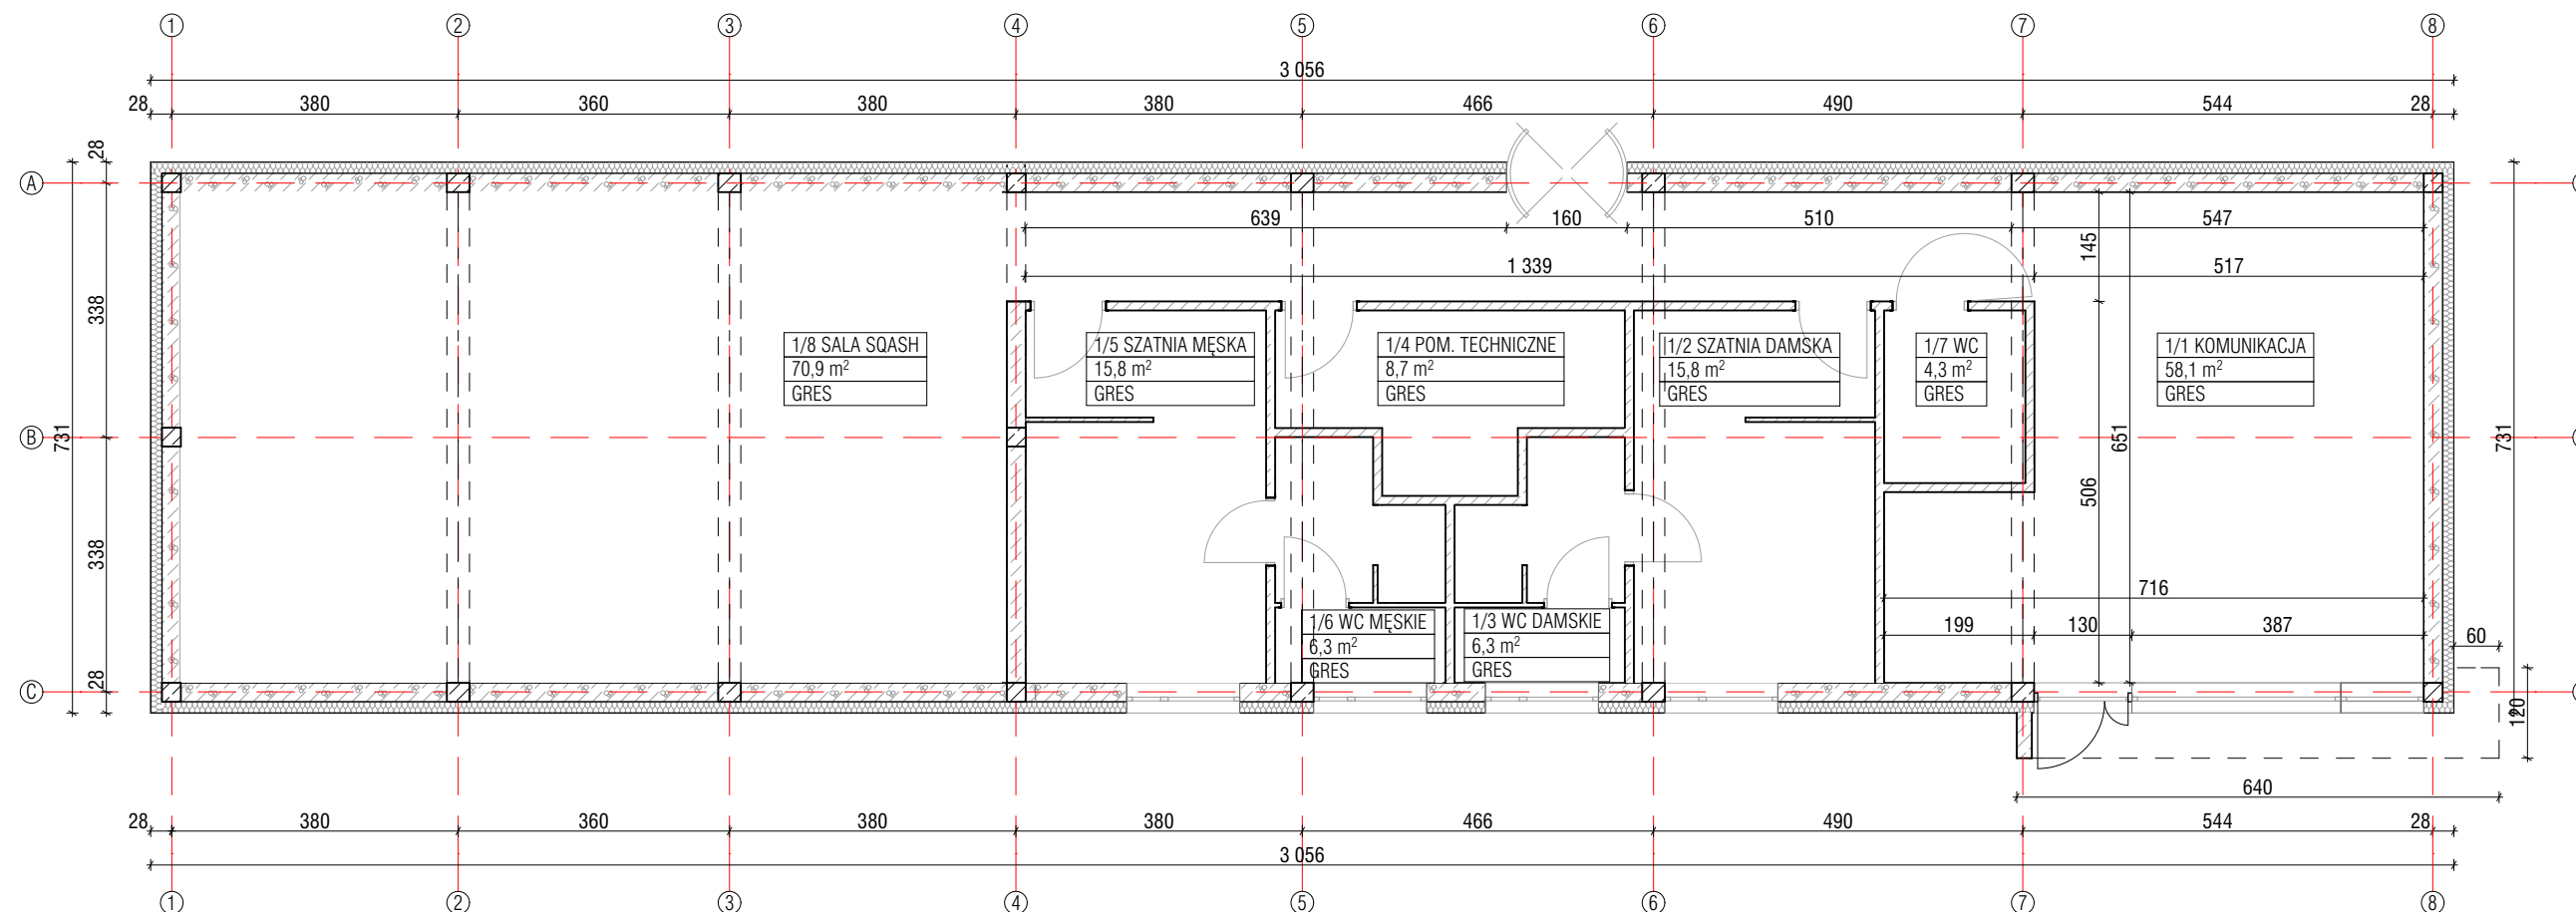 1 2 3 4 5 6 7 8
3 056
28 380 360 380 380 466 490 544 28
28
A
639 160 510 547
145
1 339 517
338
1/8 SALA SQASH
70,9 m²
GRES
1/5 SZATNIA MĘSKA
15,8 m²
GRES
1/4 POM. TECHNICZNE
8,7 m²
GRES
1/2 SZATNIA DAMSKA
15,8 m²
GRES
1/7 WC
4,3 m²
GRES
1/1 KOMUNIKACJA
58,1 m²
GRES
B
731
651
731
506
338
716
1/6 WC MĘSKIE
6,3 m²
GRES
1/3 WC DAMSKIE
6,3 m²
GRES
199 130 387
60
28
C
120
640
28 380 360 380 380 466 490 544 28
3 056
1 2 3 4 5 6 7 8